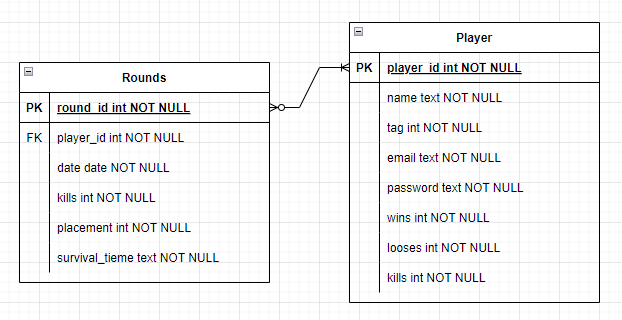 Rounds
PK round_id int NOT NULL
FK player_id int NOT NULL
date date NOT NULL
kills int NOT NULL
placement int NOT NULL
survival_tieme text NOT NULL
Player
PK player_id int NOT NULL
name text NOT NULL
tag int NOT NULL
email text NOT NULL
password text NOT NULL
wins int NOT NULL
looses int NOT NULL
kills int NOT NULL